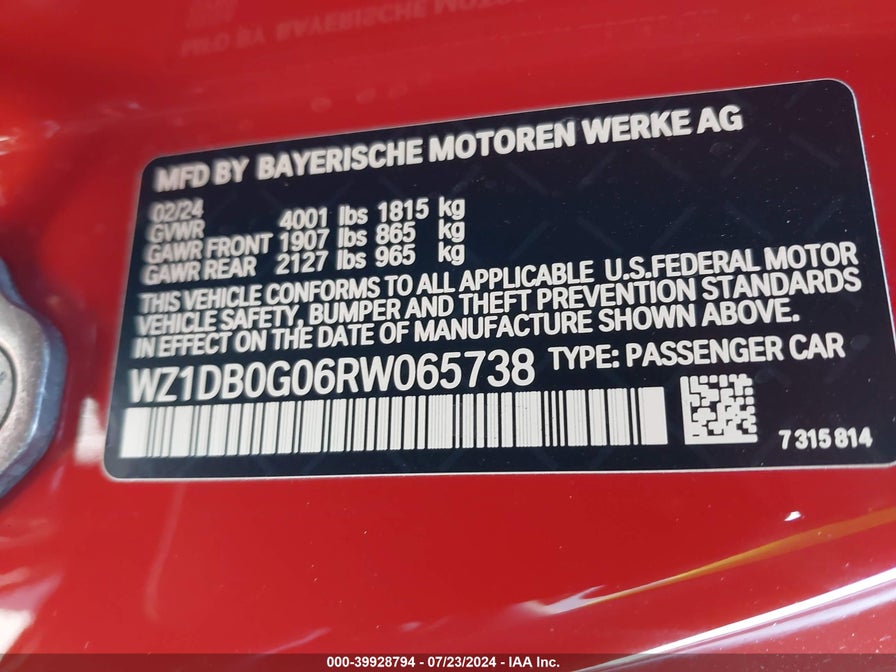 MFD BY BAYERISCHE MOTOREN WERKE AG
02/24
GVWR 4001 lbs 1815 kg
GAWR FRONT 1907 lbs 865 kg
GAWR REAR 2127 lbs 965 kg
THIS VEHICLE CONFORMS TO ALL APPLICABLE U.S.FEDERAL MOTOR
VEHICLE SAFETY, BUMPER AND THEFT PREVENTION STANDARDS
IN EFFECT ON THE DATE OF MANUFACTURE SHOWN ABOVE.
WZ1DB0G06RW065738 TYPE: PASSENGER CAR
7315814
000-39928794 - 07/23/2024 - IAA Inc.